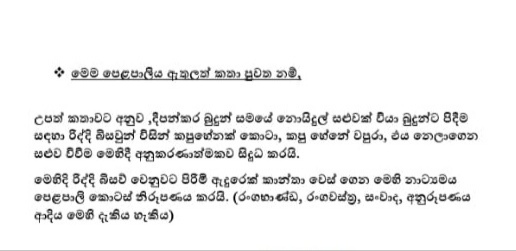 ❖ මෙම පෙළපාලිය ඇතුලත් කතා පුවත නම්,
උපත් කතාවට අනුව ,දීපන්කර බුදුන් සමයේ නොයිදුල් සළුවක් වියා බුදුන්ට පිදීම
සඳහා රිද්දි බිසවුන් විසින් කපුහේනක් කොටා, කපු හේනේ වපුරා, එය නෙලාගෙන
සළුව විවීම මෙහිදී අනුකරණාත්මකව සිදුධ කරයි.
මෙහිදි රිද්දි බිසව් වෙනුවට පිරිමි ඇදුරෙක් කාන්තා වෙස් ගෙන මෙහි නාට්‍යමය
පෙළපාලි කොටස් නිරූපණය කරයි. (රංගභාණ්ඩ, රංගවස්ත්‍ර, සංවාද, අනුරූපණය
ආදිය මෙහි දැකිය හැකිය)